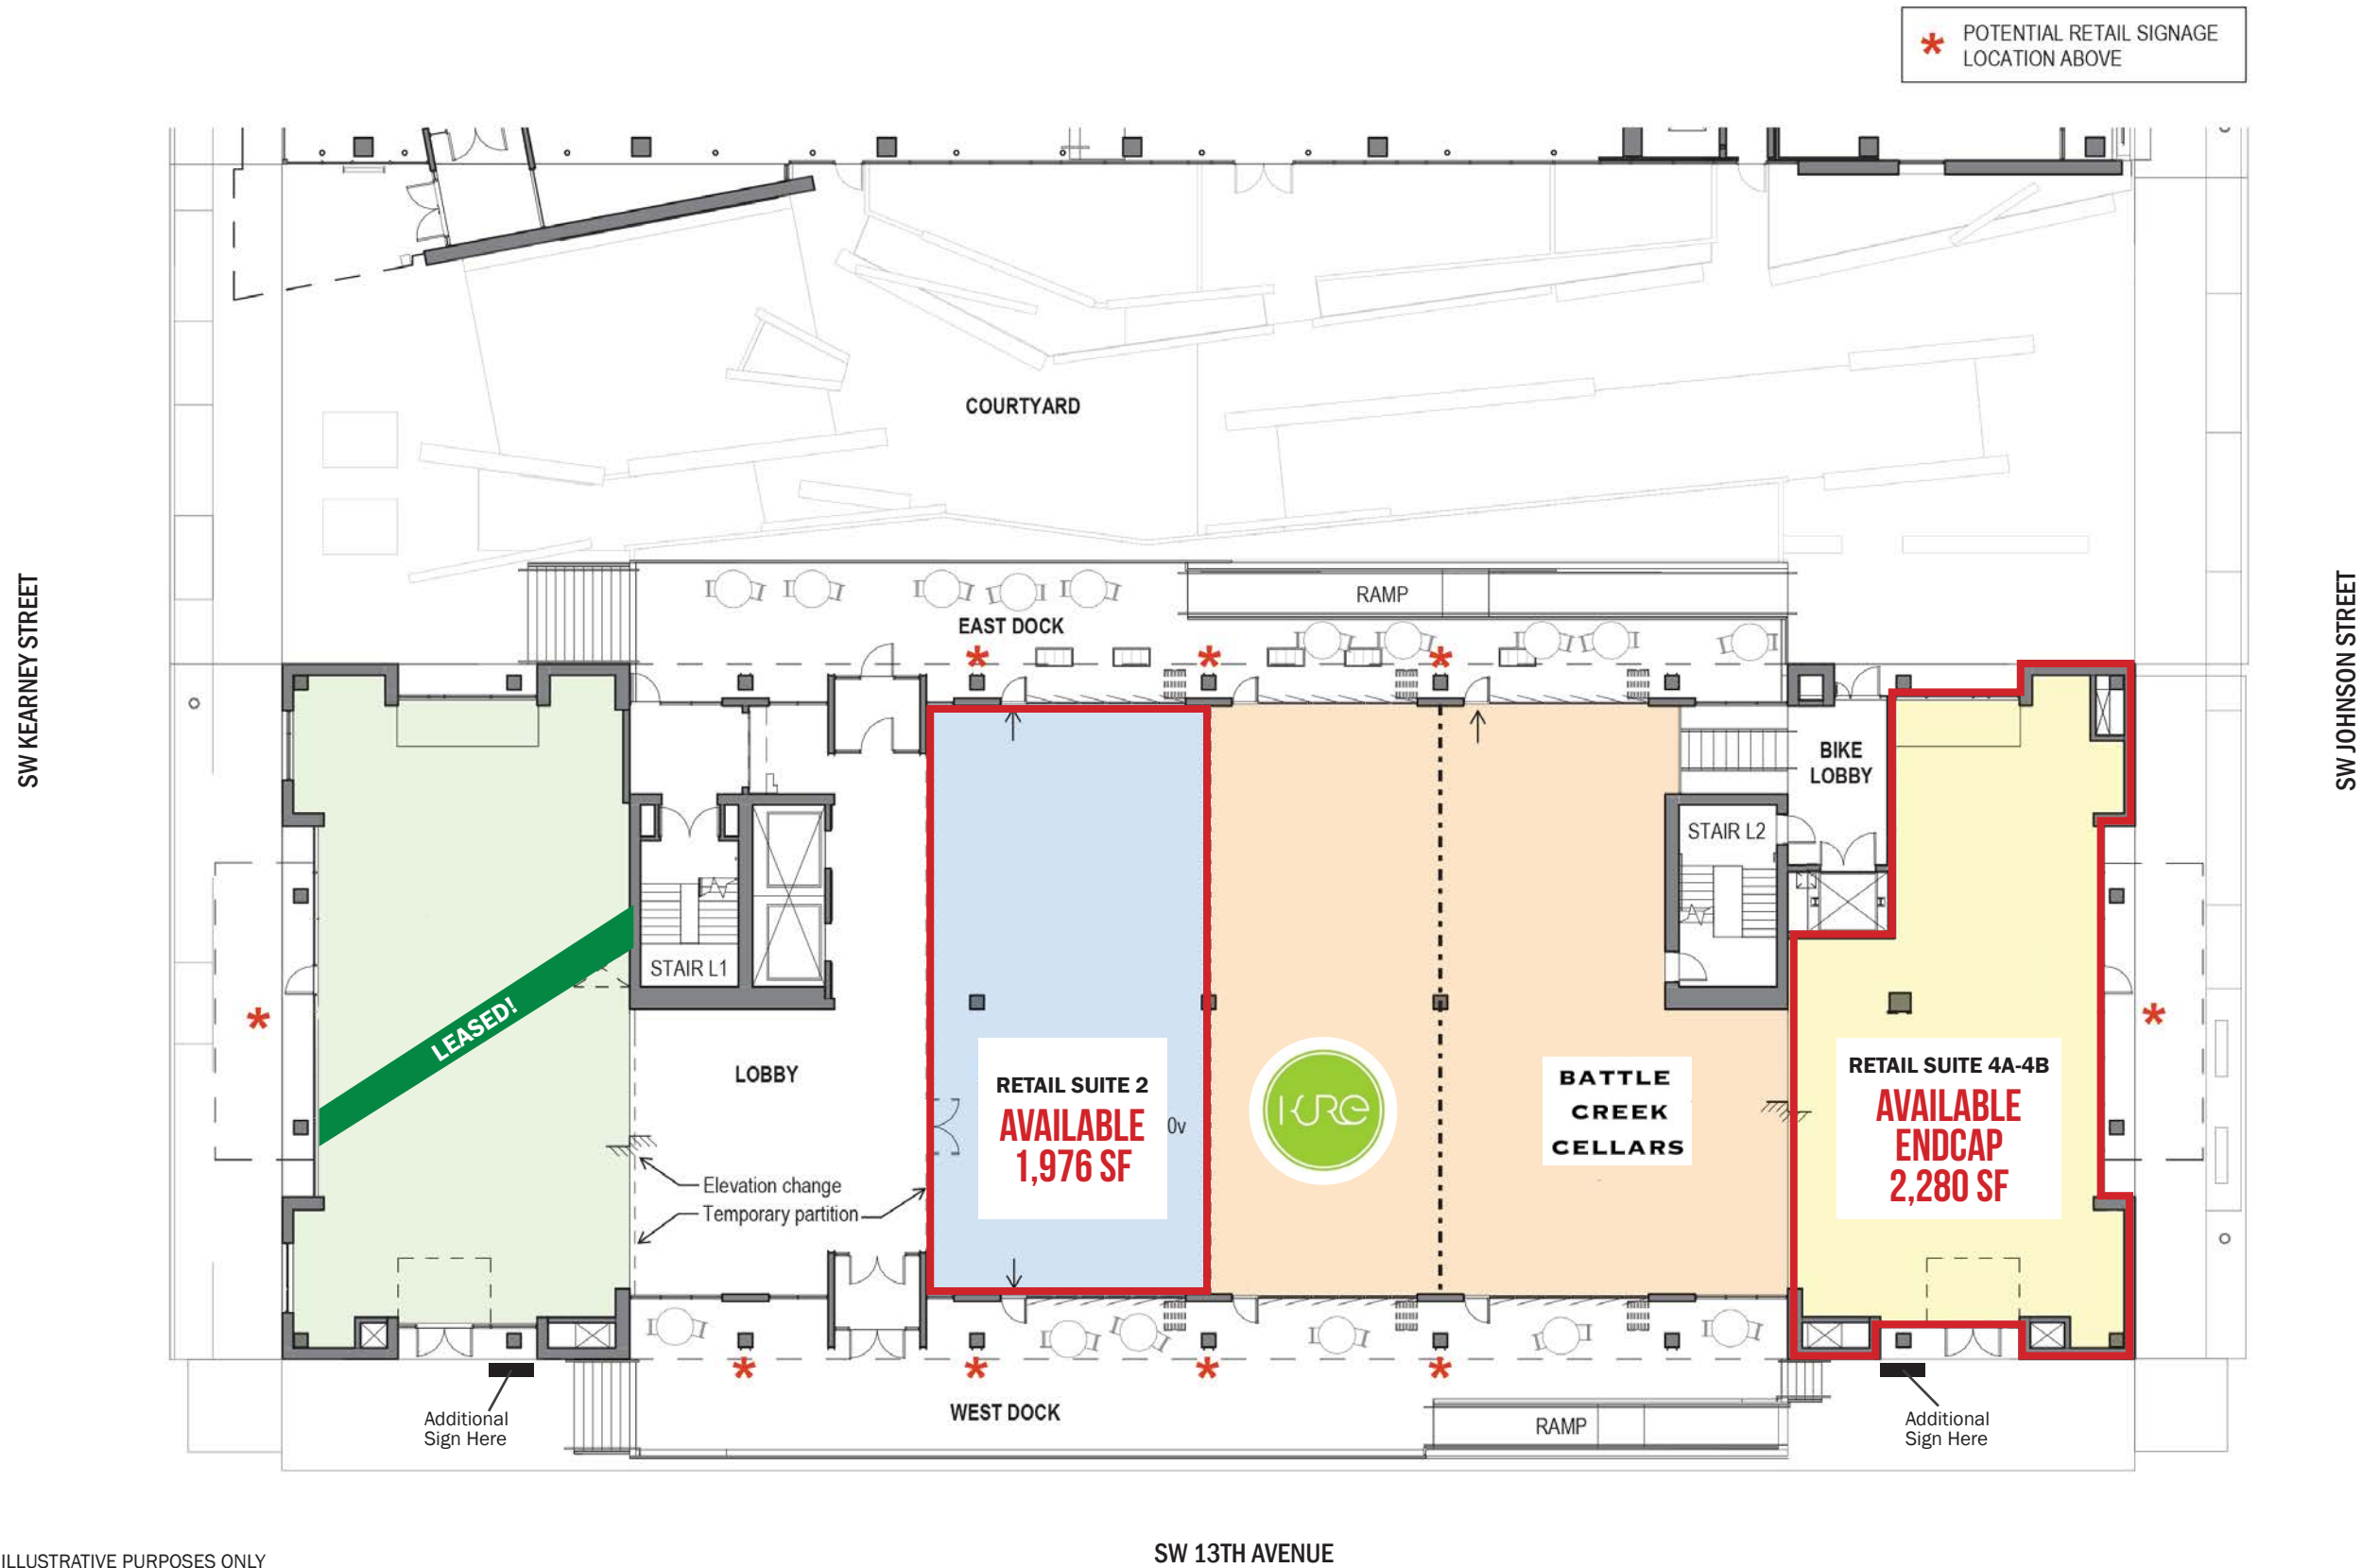 * POTENTIAL RETAIL SIGNAGE
LOCATION ABOVE
COURTYARD
SW KEARNEY STREET
SW JOHNSON STREET
RAMP
EAST DOCK
* * *
BIKE
LOBBY
STAIR L2
STAIR L1
LEASED!
*
*
LOBBY
RETAIL SUITE 2
AVAILABLE
1,976 SF
0v
KURE
BATTLE
CREEK
CELLARS
RETAIL SUITE 4A-4B
AVAILABLE
ENDCAP
2,280 SF
Elevation change
Temporary partition
* * * *
WEST DOCK
RAMP
Additional
Sign Here
Additional
Sign Here
SW 13TH AVENUE
ILLUSTRATIVE PURPOSES ONLY